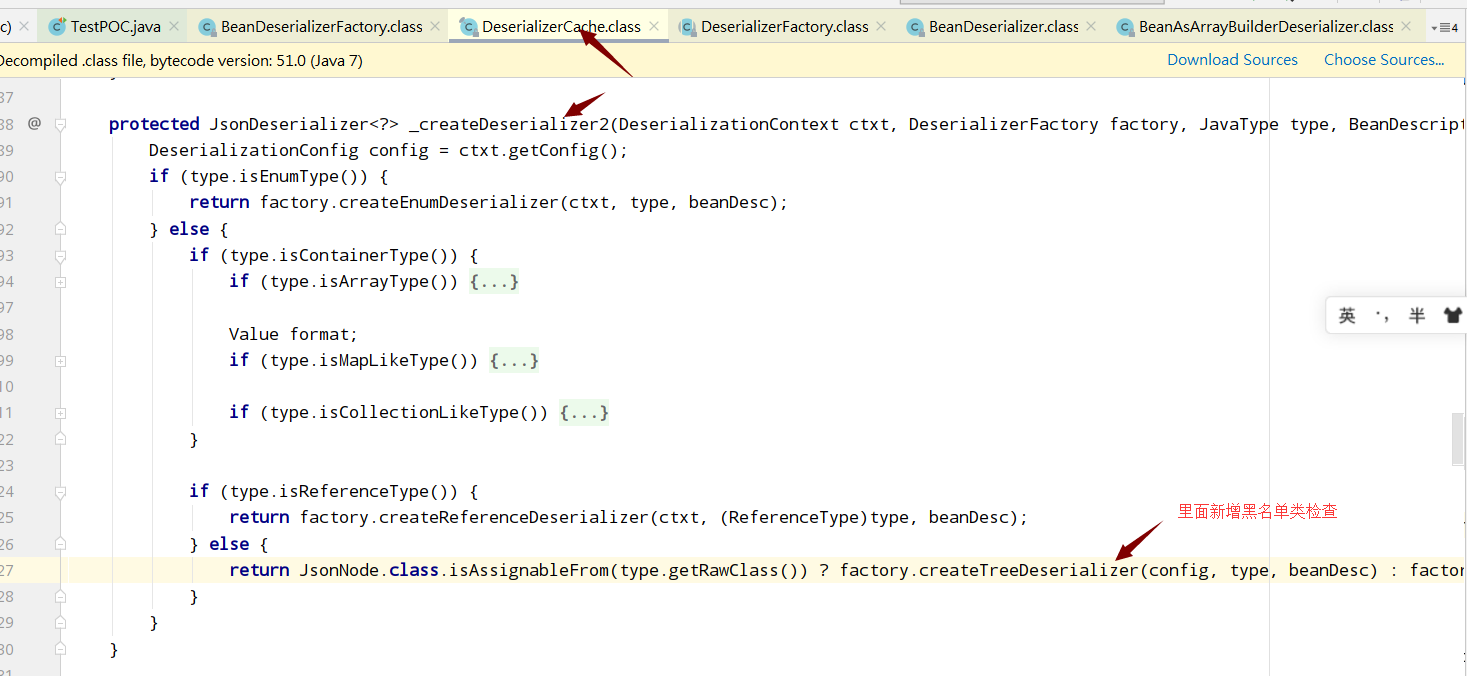 c) TestPOC.java BeanDeserializerFactory.class DeserializerCache.class DeserializerFactory.class BeanDeserializer.class BeanAsArrayBuilderDeserializer.class 4
Decompiled .class file, bytecode version: 51.0 (Java 7) Download Sources Choose Sources...
87
88 @ protected JsonDeserializer<?> _createDeserializer2(DeserializationContext ctxt, DeserializerFactory factory, JavaType type, BeanDescript
89 DeserializationConfig config = ctxt.getConfig();
90 if (type.isEnumType()) {
91 return factory.createEnumDeserializer(ctxt, type, beanDesc);
92 } else {
93 if (type.isContainerType()) {
94 if (type.isArrayType()) {...}
97
98 Value format;
99 if (type.isMapLikeType()) {...}
10
11 if (type.isCollectionLikeType()) {...}
22 }
23
24 if (type.isReferenceType()) {
25 return factory.createReferenceDeserializer(ctxt, (ReferenceType)type, beanDesc);
26 } else {
里面新增黑名单类检查
27 return JsonNode.class.isAssignableFrom(type.getRawClass()) ? factory.createTreeDeserializer(config, type, beanDesc) : factor
28 }
29 }
30 }
31
英 ·, 半